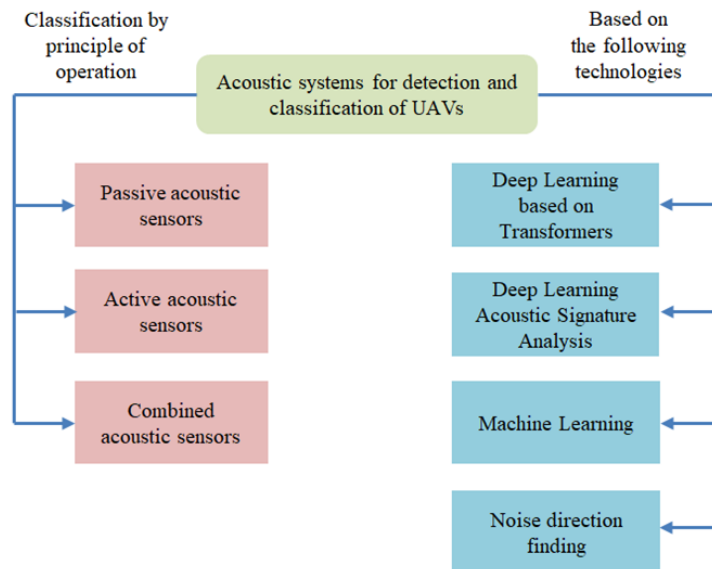 Classification by
principle of
operation
Acoustic systems for detection and
classification of UAVs
Based on
the following
technologies
Passive acoustic
sensors
Active acoustic
sensors
Combined
acoustic sensors
Deep Learning
based on
Transformers
Deep Learning
Acoustic Signature
Analysis
Machine Learning
Noise direction
finding